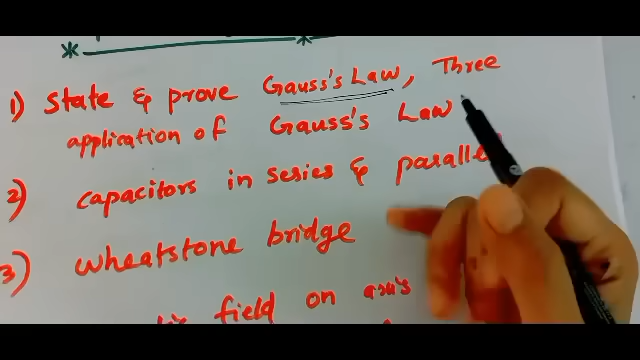 1) State & prove Gauss's Law, Three
application of Gauss's Law
2) capacitors in series & parallel
3) wheatstone bridge
field on axis